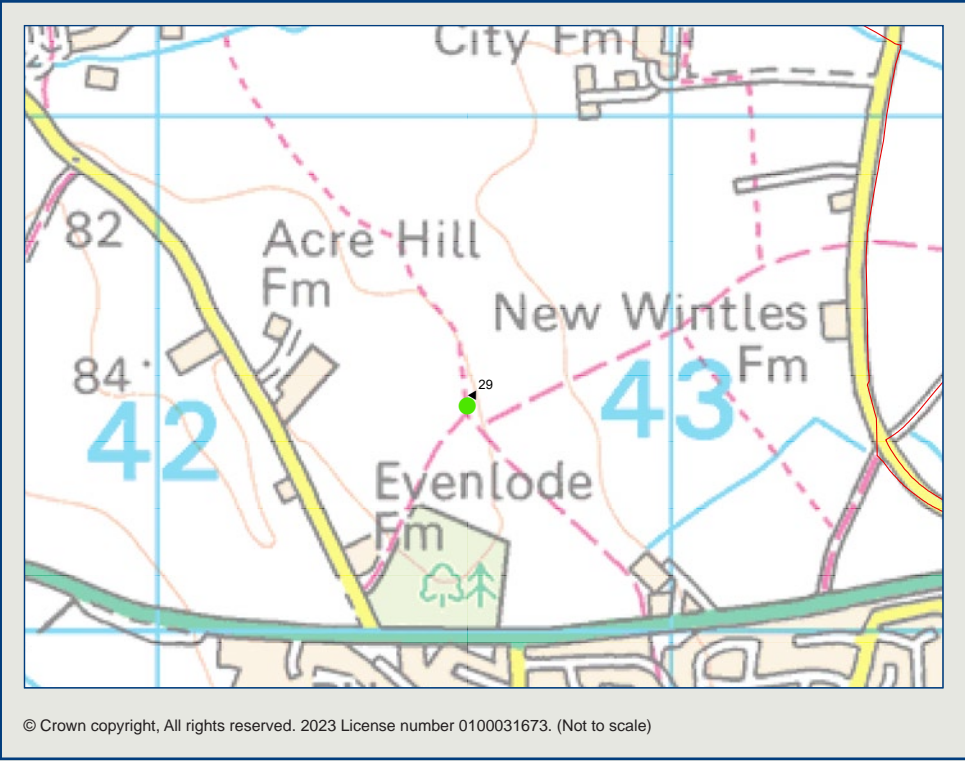 City Fm
82
Acre Hill
Fm
New Wintles
Fm
84
29
42
43
Evenlode
Fm
© Crown copyright, All rights reserved. 2023 License number 0100031673. (Not to scale)